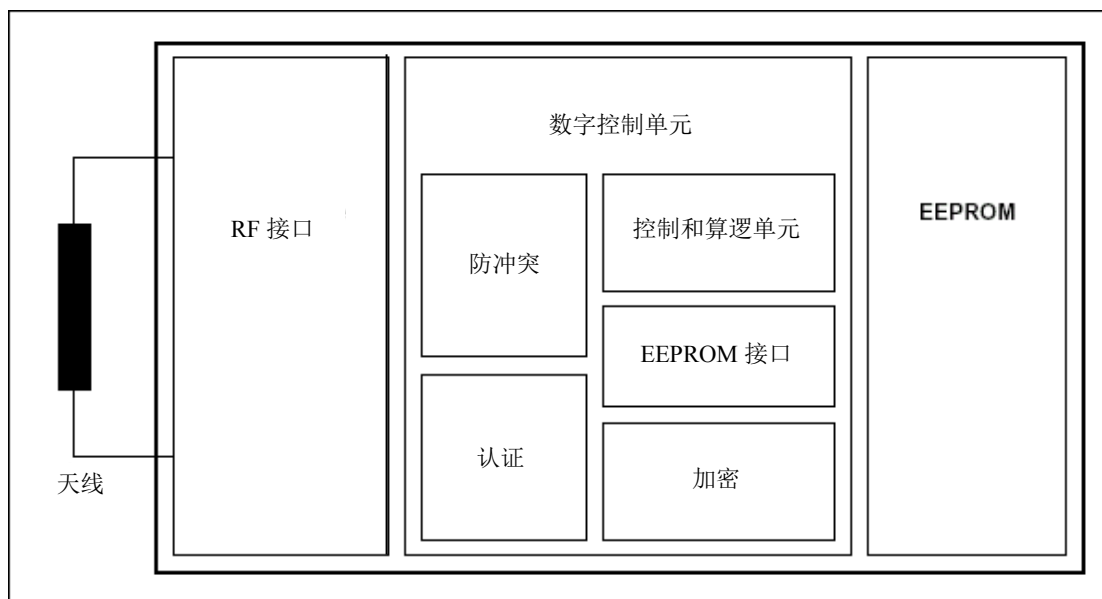 数字控制单元
RF 接口
防冲突
控制和算逻单元
EEPROM
EEPROM 接口
认证
加密
天线